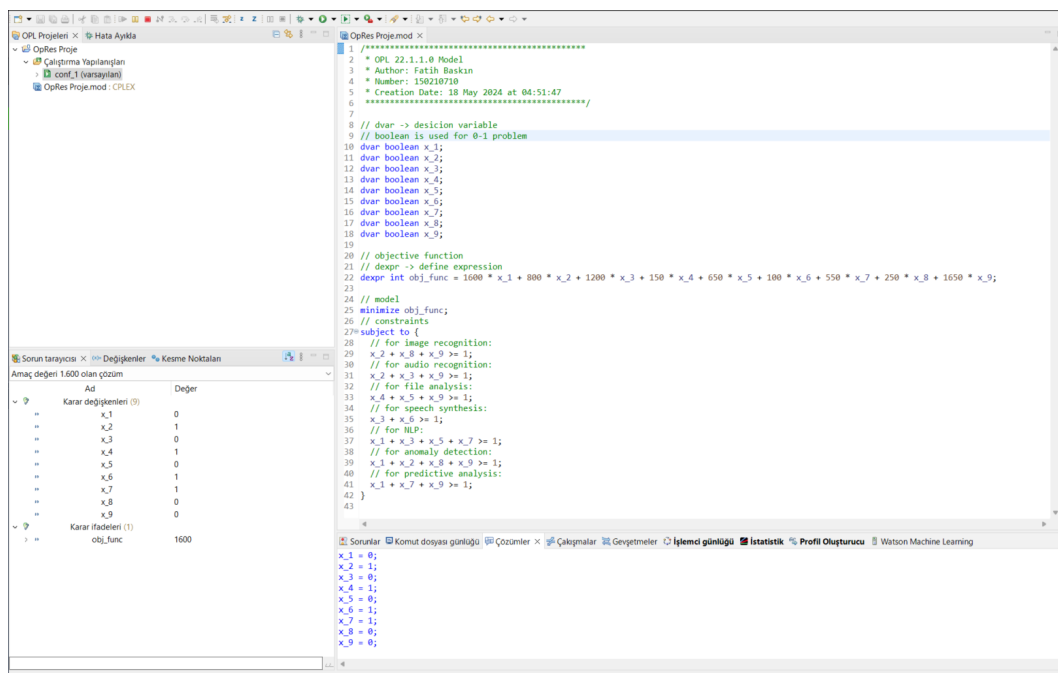 OPL Projeleri
Hata Ayıkla
OpRes Proje
Çalıştırma Yapılanışları
conf_1 (varsayılan)
OpRes Proje.mod : CPLEX
Sorun tarayıcısı
Değişkenler
Kesme Noktaları
Amaç değeri 1.600 olan çözüm
Ad Değer
Karar değişkenleri (9)
x_1 0
x_2 1
x_3 0
x_4 1
x_5 0
x_6 1
x_7 1
x_8 0
x_9 0
Karar ifadeleri (1)
obj_func 1600
OpRes Proje.mod
1 /*********************************************
2 * OPL 22.1.1.0 Model
3 * Author: Fatih Baskın
4 * Number: 150210710
5 * Creation Date: 18 May 2024 at 04:51:47
6 *********************************************/
7
8 // dvar -> desicion variable
9 // boolean is used for 0-1 problem
10 dvar boolean x_1;
11 dvar boolean x_2;
12 dvar boolean x_3;
13 dvar boolean x_4;
14 dvar boolean x_5;
15 dvar boolean x_6;
16 dvar boolean x_7;
17 dvar boolean x_8;
18 dvar boolean x_9;
19
20 // objective function
21 // dexpr -> define expression
22 dexpr int obj_func = 1600 * x_1 + 800 * x_2 + 1200 * x_3 + 150 * x_4 + 650 * x_5 + 100 * x_6 + 550 * x_7 + 250 * x_8 + 1650 * x_9;
23
24 // model
25 minimize obj_func;
26 // constraints
27 subject to {
28 // for image recognition:
29 x_2 + x_8 + x_9 >= 1;
30 // for audio recognition:
31 x_2 + x_3 + x_9 >= 1;
32 // for file analysis:
33 x_4 + x_5 + x_9 >= 1;
34 // for speech synthesis:
35 x_3 + x_6 >= 1;
36 // for NLP:
37 x_1 + x_3 + x_5 + x_7 >= 1;
38 // for anomaly detection:
39 x_1 + x_2 + x_8 + x_9 >= 1;
40 // for predictive analysis:
41 x_1 + x_7 + x_9 >= 1;
42 }
43
Sorunlar
Komut dosyası günlüğü
Çözümler
Çakışmalar
Gevşetmeler
İşlemci günlüğü
İstatistik
Profil Oluşturucu
Watson Machine Learning
x_1 = 0;
x_2 = 1;
x_3 = 0;
x_4 = 1;
x_5 = 0;
x_6 = 1;
x_7 = 1;
x_8 = 0;
x_9 = 0;